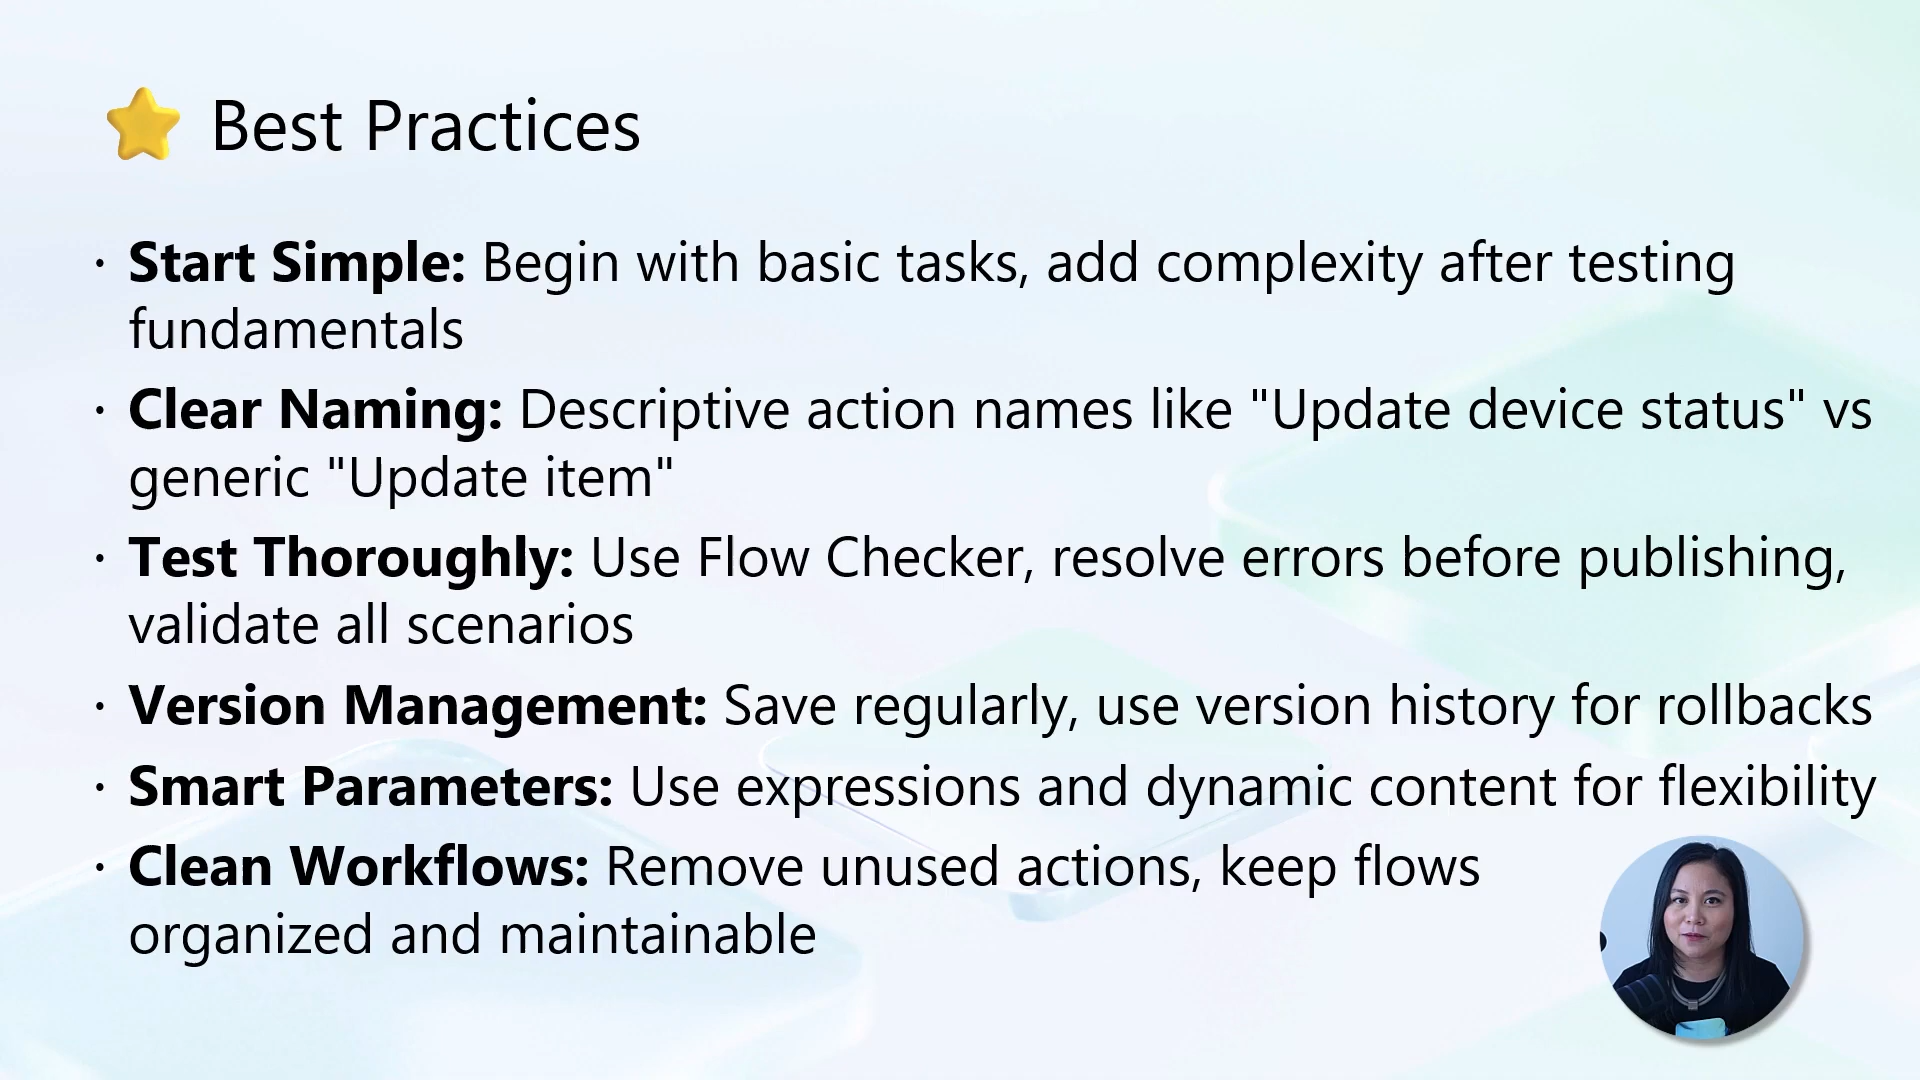 Best Practices
· Start Simple: Begin with basic tasks, add complexity after testing
fundamentals
· Clear Naming: Descriptive action names like "Update device status" vs
generic "Update item"
· Test Thoroughly: Use Flow Checker, resolve errors before publishing,
validate all scenarios
· Version Management: Save regularly, use version history for rollbacks
· Smart Parameters: Use expressions and dynamic content for flexibility
· Clean Workflows: Remove unused actions, keep flows
organized and maintainable